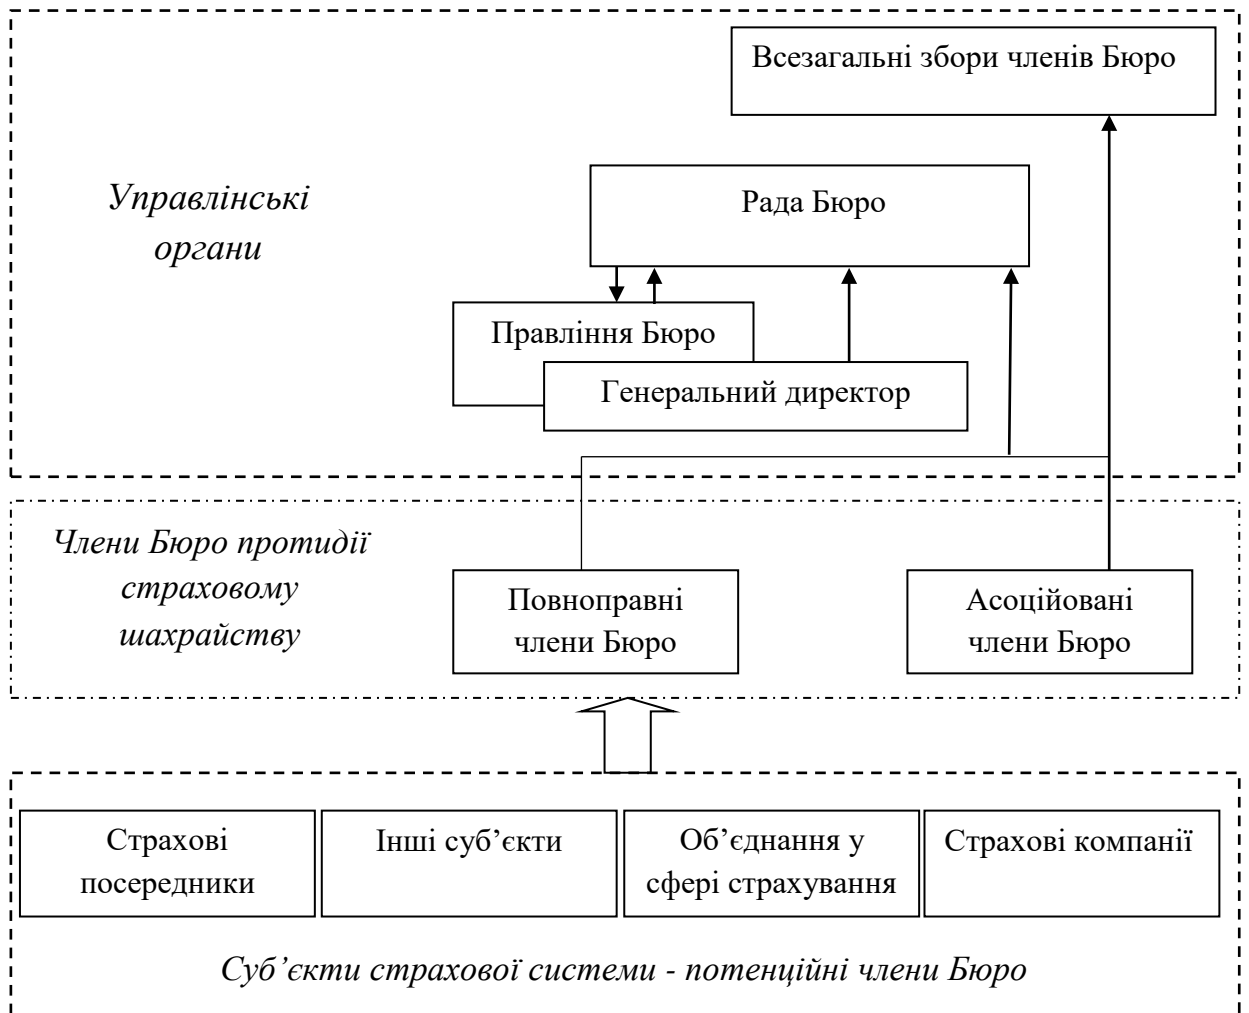 Всезагальні збори членів Бюро
Управлінські
органи
Рада Бюро
Правління Бюро
Генеральний директор
Члени Бюро протидії
страховому
шахрайству
Повноправні
члени Бюро
Асоційовані
члени Бюро
Страхові
посередники
Інші суб’єкти
Об’єднання у
сфері страхування
Страхові компанії
Суб’єкти страхової системи - потенційні члени Бюро